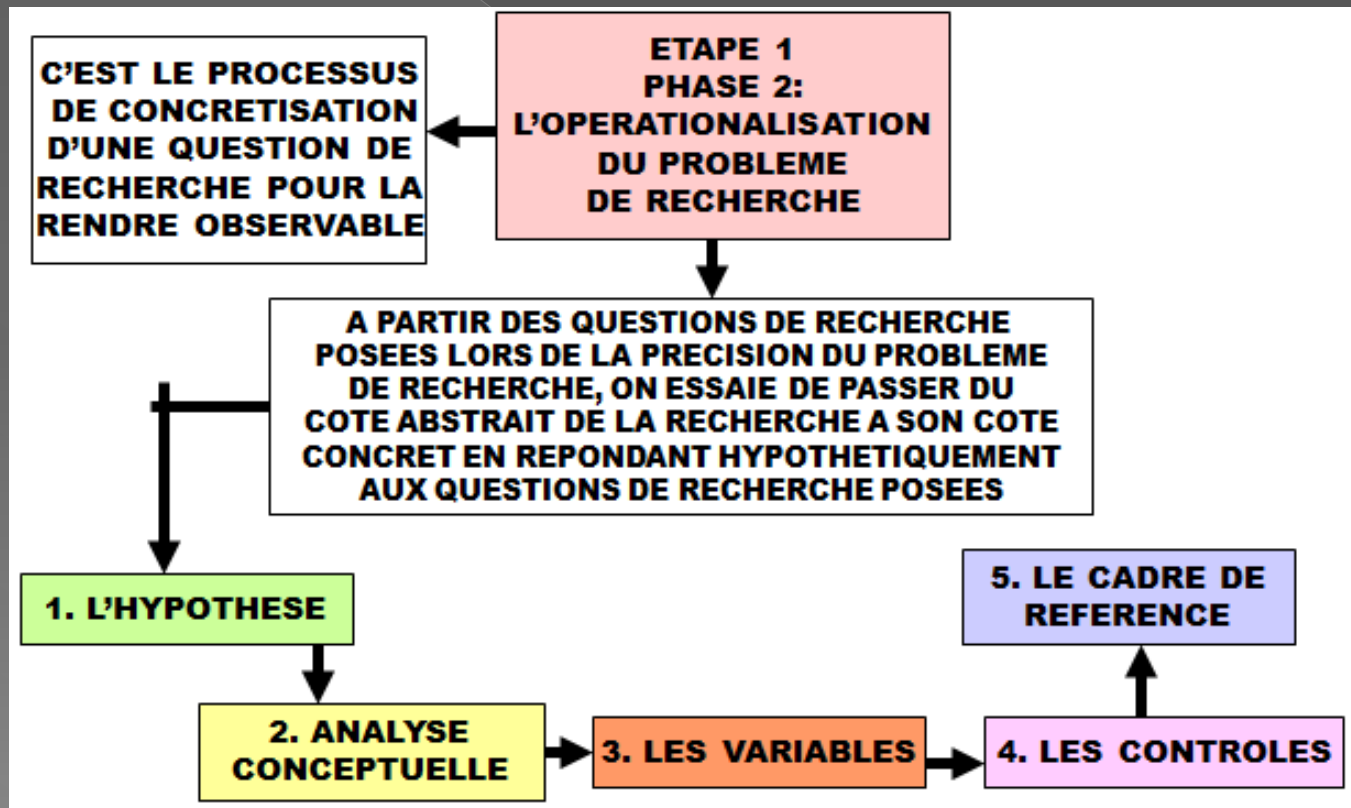 C'EST LE PROCESSUS
DE CONCRETISATION
D'UNE QUESTION DE
RECHERCHE POUR LA
RENDRE OBSERVABLE
ETAPE 1
PHASE 2:
L'OPERATIONALISATION
DU PROBLEME
DE RECHERCHE
A PARTIR DES QUESTIONS DE RECHERCHE
POSEES LORS DE LA PRECISION DU PROBLEME
DE RECHERCHE, ON ESSAIE DE PASSER DU
COTE ABSTRAIT DE LA RECHERCHE A SON COTE
CONCRET EN REPONDANT HYPOTHETIQUEMENT
AUX QUESTIONS DE RECHERCHE POSEES
1. L'HYPOTHESE
2. ANALYSE
CONCEPTUELLE
3. LES VARIABLES
4. LES CONTROLES
5. LE CADRE DE
REFERENCE